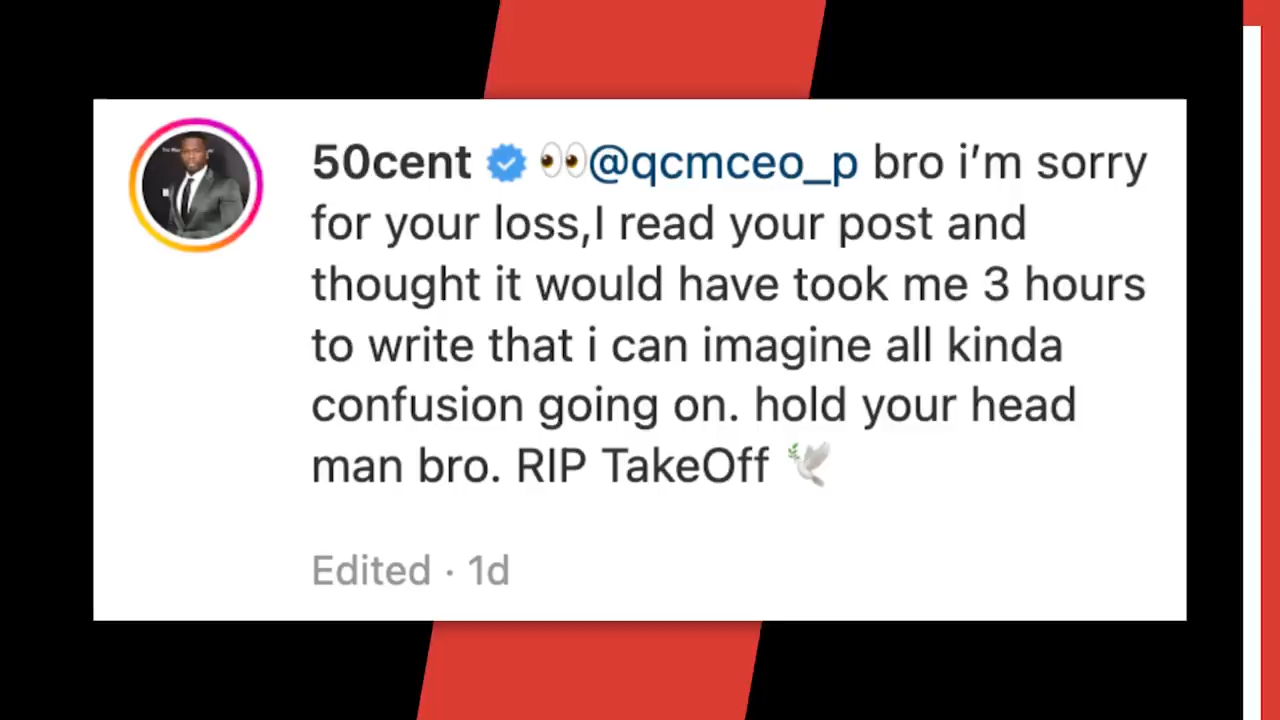 50cent 👀@qcmceo_p bro i’m sorry
for your loss,I read your post and
thought it would have took me 3 hours
to write that i can imagine all kinda
confusion going on. hold your head
man bro. RIP TakeOff 🕊️
Edited · 1d